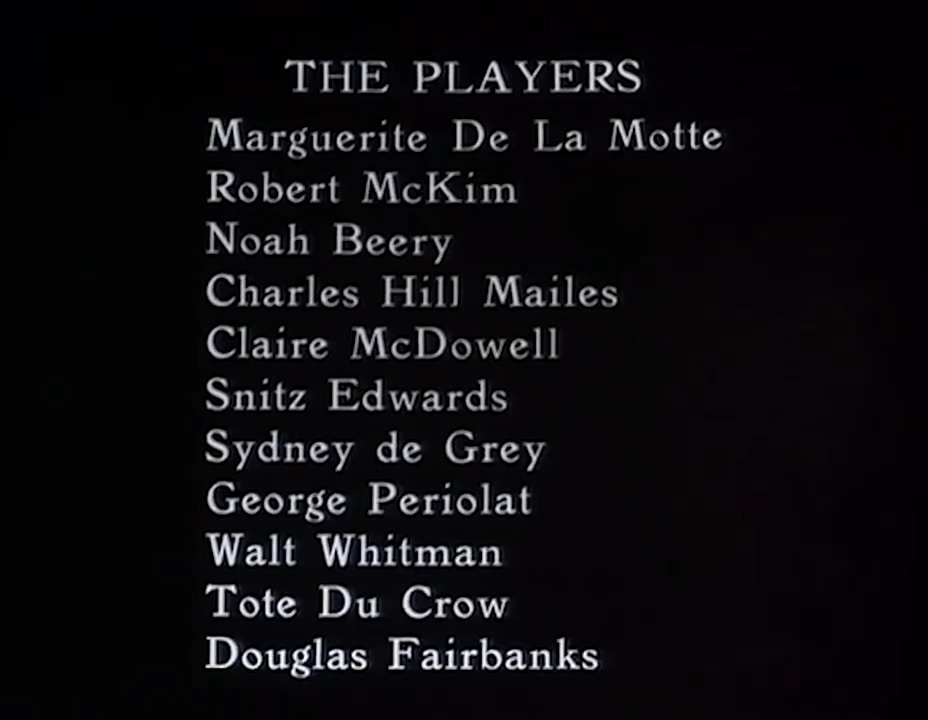 THE PLAYERS
Marguerite De La Motte
Robert McKim
Noah Beery
Charles Hill Mailes
Claire McDowell
Snitz Edwards
Sydney de Grey
George Periolat
Walt Whitman
Tote Du Crow
Douglas Fairbanks